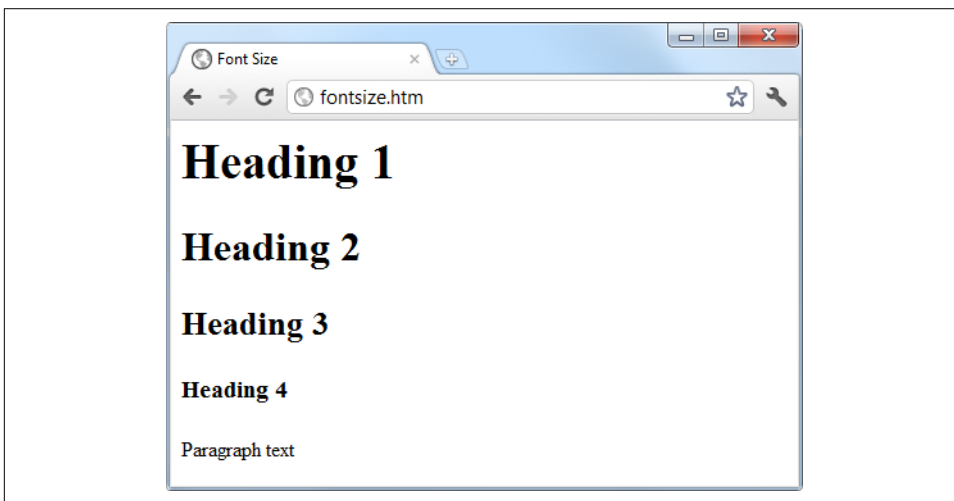 Font Size
fontsize.htm
Heading 1
Heading 2
Heading 3
Heading 4
Paragraph text